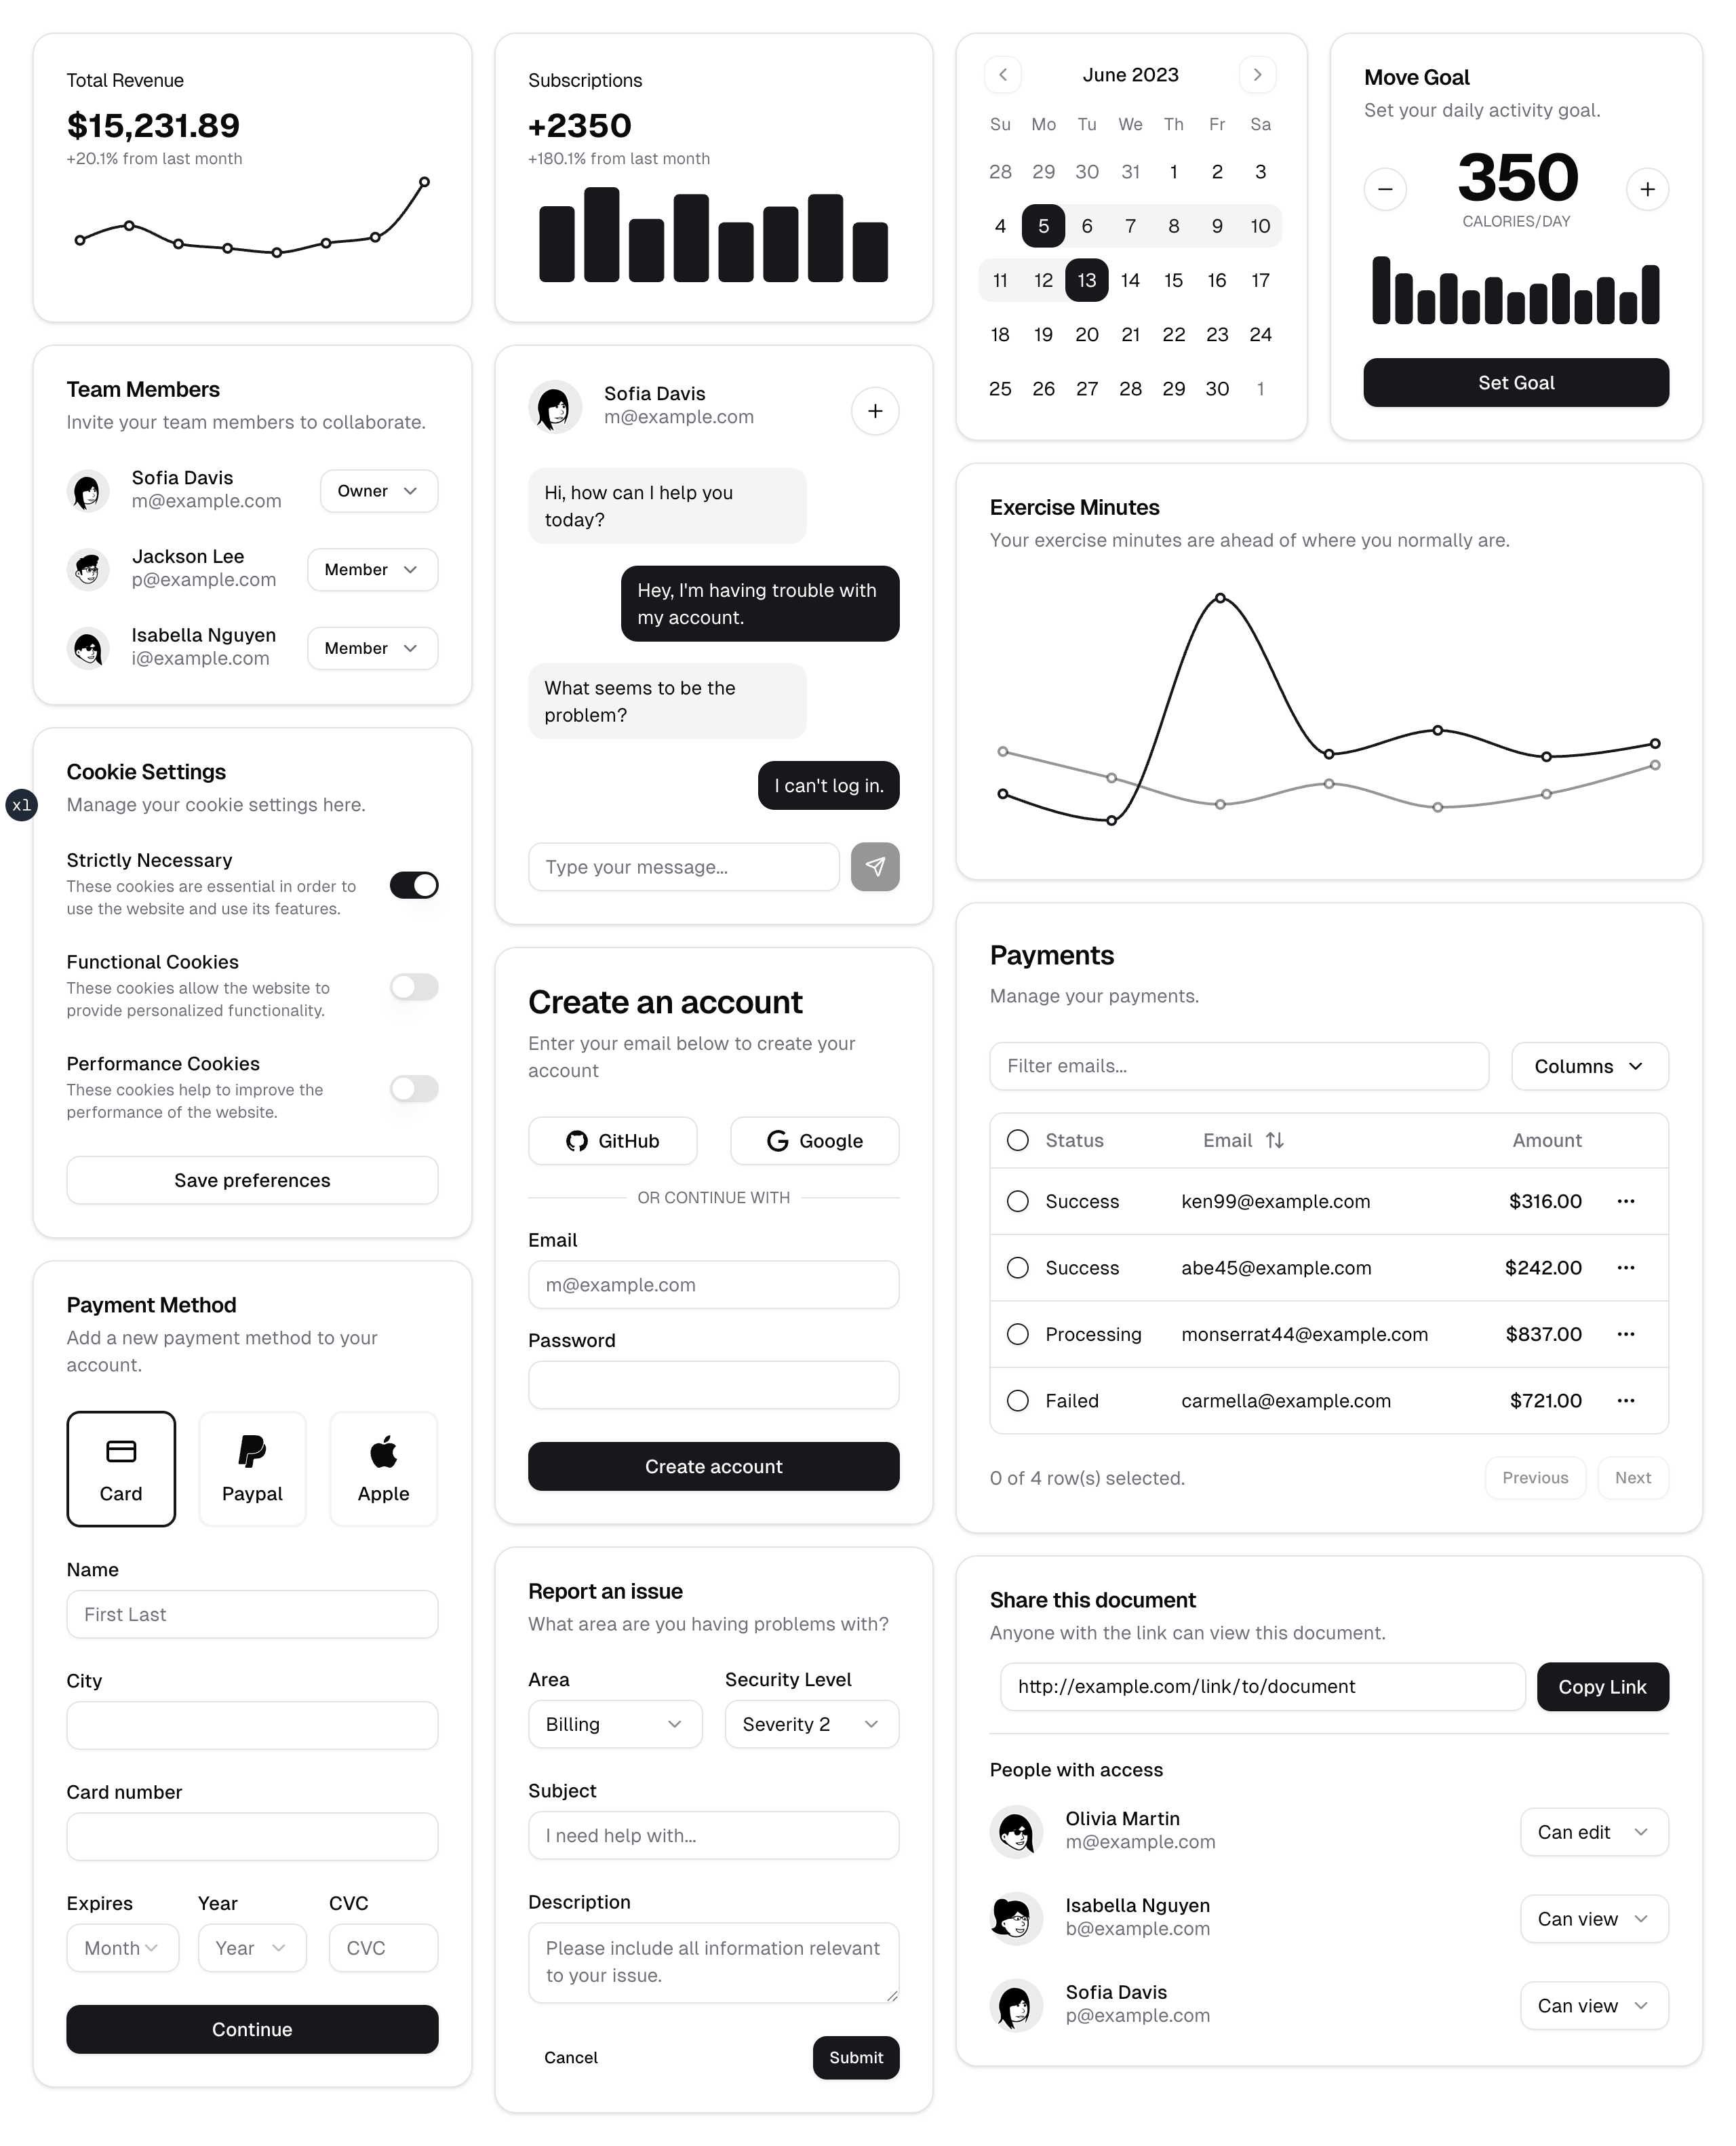 Total Revenue
$15,231.89
+20.1% from last month
Subscriptions
+2350
+180.1% from last month
June 2023
Su Mo Tu We Th Fr Sa
28 29 30 31 1 2 3
4 5 6 7 8 9 10
11 12 13 14 15 16 17
18 19 20 21 22 23 24
25 26 27 28 29 30 1
Move Goal
Set your daily activity goal.
350
CALORIES/DAY
Set Goal
Team Members
Invite your team members to collaborate.
Sofia Davis
m@example.com
Owner
Jackson Lee
p@example.com
Member
Isabella Nguyen
i@example.com
Member
Cookie Settings
Manage your cookie settings here.
xl
Strictly Necessary
These cookies are essential in order to
use the website and use its features.
Functional Cookies
These cookies allow the website to
provide personalized functionality.
Performance Cookies
These cookies help to improve the
performance of the website.
Save preferences
Payment Method
Add a new payment method to your
account.
Card
Paypal
Apple
Name
First Last
City
Card number
Expires Year CVC
Month Year CVC
Continue
Sofia Davis
m@example.com
Hi, how can I help you
today?
Hey, I'm having trouble with
my account.
What seems to be the
problem?
I can't log in.
Type your message...
Create an account
Enter your email below to create your
account
GitHub
Google
OR CONTINUE WITH
Email
m@example.com
Password
Create account
Report an issue
What area are you having problems with?
Area Security Level
Billing Severity 2
Subject
I need help with...
Description
Please include all information relevant
to your issue.
Cancel
Submit
Exercise Minutes
Your exercise minutes are ahead of where you normally are.
Payments
Manage your payments.
Filter emails...
Columns
Status Email Amount
Success ken99@example.com $316.00
Success abe45@example.com $242.00
Processing monserrat44@example.com $837.00
Failed carmella@example.com $721.00
0 of 4 row(s) selected.
Previous
Next
Share this document
Anyone with the link can view this document.
http://example.com/link/to/document
Copy Link
People with access
Olivia Martin
m@example.com
Can edit
Isabella Nguyen
b@example.com
Can view
Sofia Davis
p@example.com
Can view